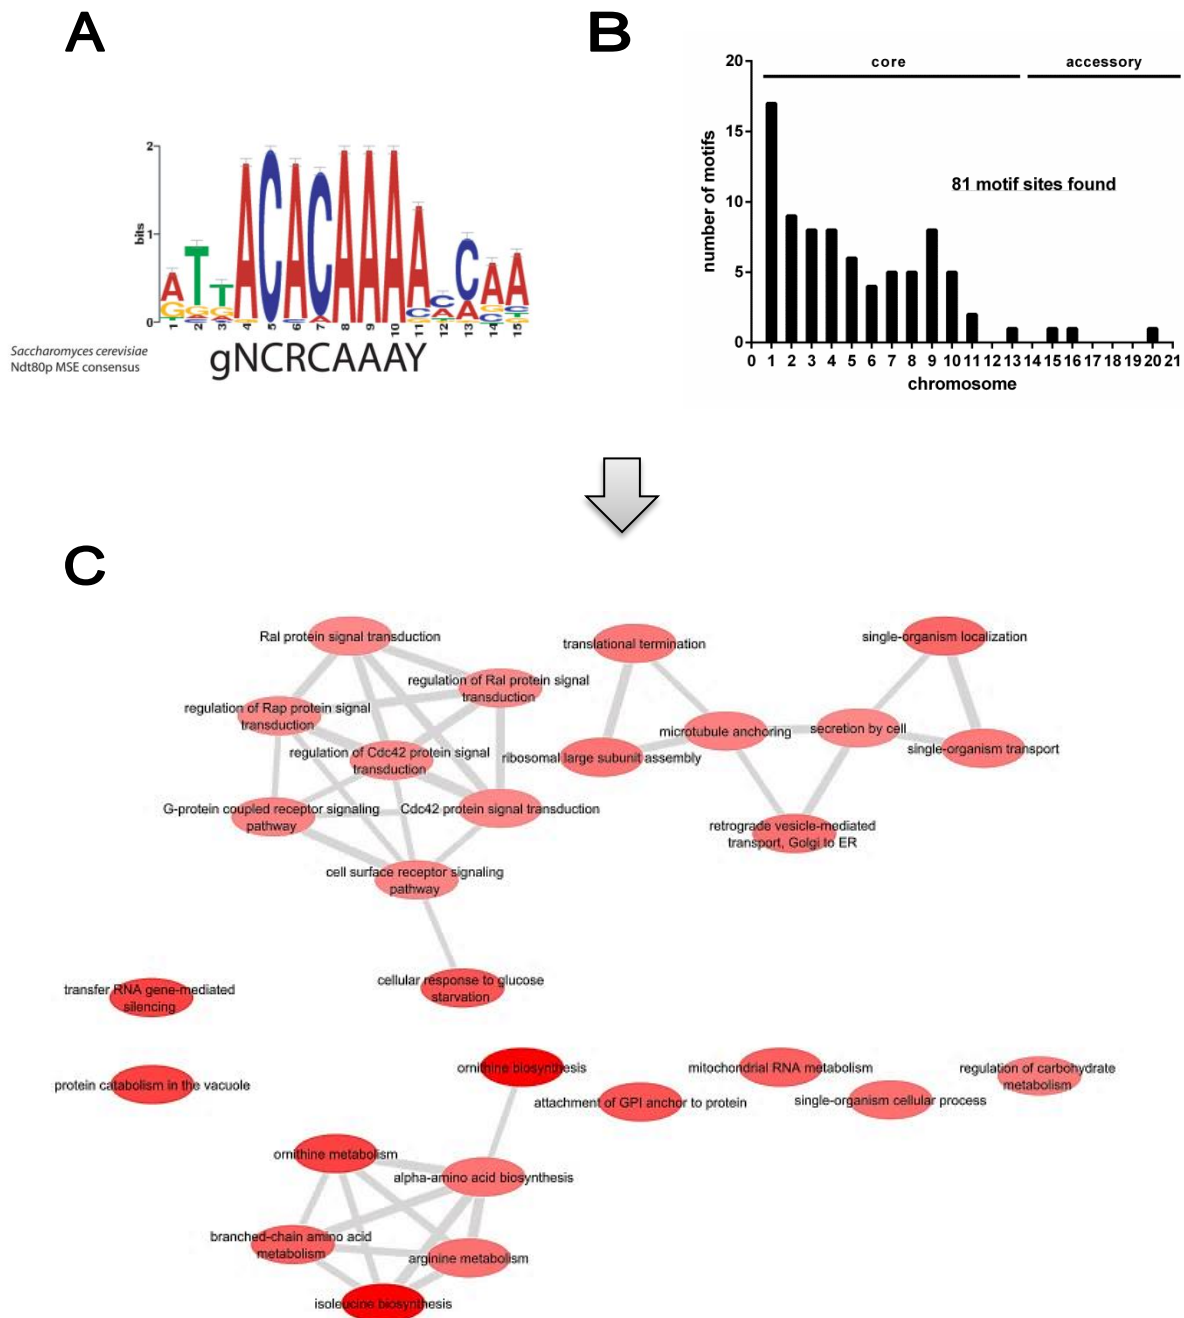 A
B
2
bits
1
0
ACACAAAA
1 2 3 4 5 6 7 8 9 10 11 12 13 14 15
Saccharomyces cerevisiae
Ndt80p MSE consensus
gNCRCAAAY
20
15
10
5
0
number of motifs
core
accessory
81 motif sites found
0 1 2 3 4 5 6 7 8 9 10 11 12 13 14 15 16 17 18 19 20 21
chromosome
C
Ral protein signal transduction
regulation of Ral protein signal
transduction
regulation of Rap protein signal
transduction
regulation of Cdc42 protein signal
transduction
G-protein coupled receptor signaling
pathway
Cdc42 protein signal transduction
cell surface receptor signaling
pathway
cellular response to glucose
starvation
translational termination
ribosomal large subunit assembly
microtubule anchoring
secretion by cell
single-organism localization
single-organism transport
retrograde vesicle-mediated
transport, Golgi to ER
transfer RNA gene-mediated
silencing
protein catabolism in the vacuole
ornithine biosynthesis
attachment of GPI anchor to protein
mitochondrial RNA metabolism
single-organism cellular process
regulation of carbohydrate
metabolism
ornithine metabolism
alpha-amino acid biosynthesis
branched-chain amino acid
metabolism
arginine metabolism
isoleucine biosynthesis